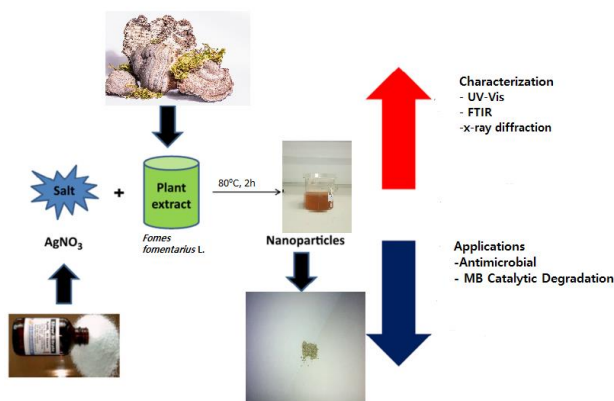 Characterization
- UV-Vis
- FTIR
-x-ray diffraction
Salt
+
Plant
extract
80°C, 2h
AgNO₃
Fomes
fomentarius L.
Nanoparticles
Applications
-Antimicrobial
- MB Catalytic Degradation